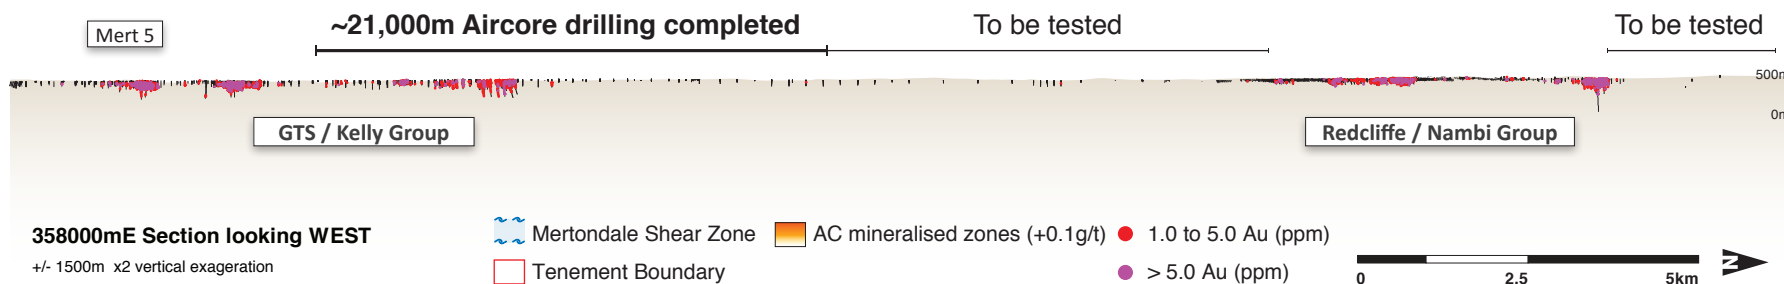 Mert 5
~21,000m Aircore drilling completed
To be tested
To be tested
500m
0m
GTS / Kelly Group
Redcliffe / Nambi Group
358000mE Section looking WEST
+/- 1500m x2 vertical exageration
Mertondale Shear Zone
Tenement Boundary
AC mineralised zones (+0.1g/t)
1.0 to 5.0 Au (ppm)
> 5.0 Au (ppm)
0 2.5 5km
N